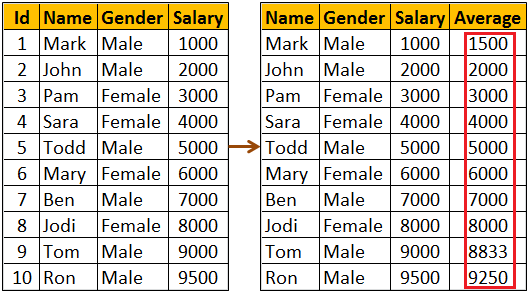 Id Name Gender Salary
1 Mark Male 1000
2 John Male 2000
3 Pam Female 3000
4 Sara Female 4000
5 Todd Male 5000
6 Mary Female 6000
7 Ben Male 7000
8 Jodi Female 8000
9 Tom Male 9000
10 Ron Male 9500
Name Gender Salary Average
Mark Male 1000 1500
John Male 2000 2000
Pam Female 3000 3000
Sara Female 4000 4000
Todd Male 5000 5000
Mary Female 6000 6000
Ben Male 7000 7000
Jodi Female 8000 8000
Tom Male 9000 8833
Ron Male 9500 9250